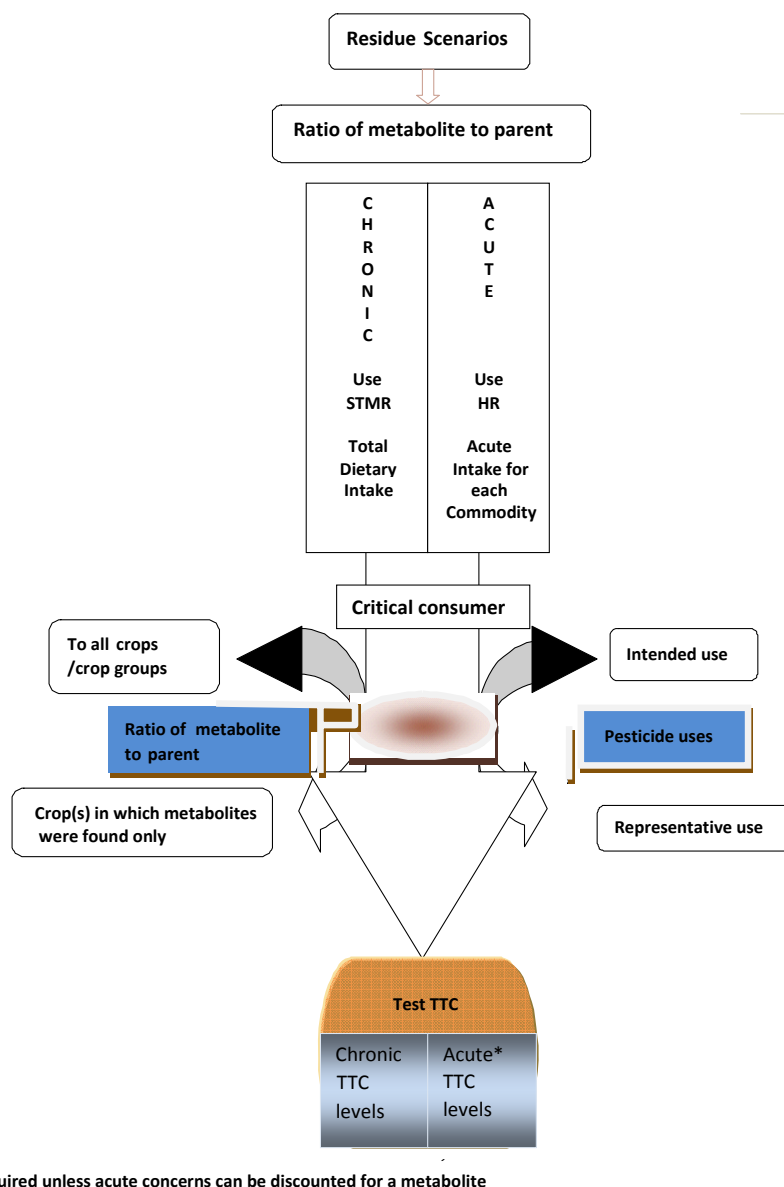 Residue Scenarios
Ratio of metabolite to parent
C
H
R
O
N
I
C
Use
STMR
Total
Dietary
Intake
A
C
U
T
E
Use
HR
Acute
Intake for
each
Commodity
Critical consumer
To all crops
/crop groups
Intended use
Ratio of metabolite
to parent
Pesticide uses
Crop(s) in which metabolites
were found only
Representative use
Test TTC
Chronic
TTC
levels
Acute*
TTC
levels
unless acute concerns can be discounted for a metabolite